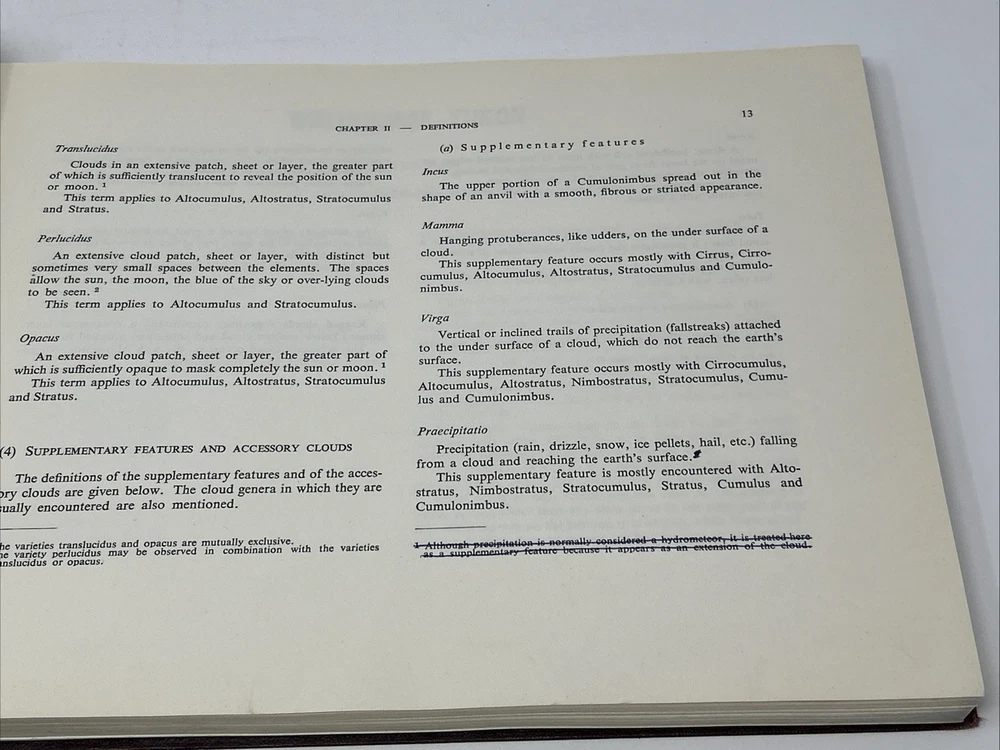 CHAPTER II — DEFINITIONS
13
Translucidus
Clouds in an extensive patch, sheet or layer, the greater part
of which is sufficiently translucent to reveal the position of the sun
or moon. 1
This term applies to Altocumulus, Altostratus, Stratocumulus
and Stratus.
Perlucidus
An extensive cloud patch, sheet or layer, with distinct but
sometimes very small spaces between the elements. The spaces
allow the sun, the moon, the blue of the sky or over-lying clouds
to be seen. 2
This term applies to Altocumulus and Stratocumulus.
Opacus
An extensive cloud patch, sheet or layer, the greater part of
which is sufficiently opaque to mask completely the sun or moon. 1
This term applies to Altocumulus, Altostratus, Stratocumulus
and Stratus.
(4) SUPPLEMENTARY FEATURES AND ACCESSORY CLOUDS
The definitions of the supplementary features and of the acces-
ory clouds are given below. The cloud genera in which they are
ually encountered are also mentioned.
he varieties translucidus and opacus are mutually exclusive.
he variety perlucidus may be observed in combination with the varieties
anslucidus or opacus.
(a) Supplementary features
Incus
The upper portion of a Cumulonimbus spread out in the
shape of an anvil with a smooth, fibrous or striated appearance.
Mamma
Hanging protuberances, like udders, on the under surface of a
cloud.
This supplementary feature occurs mostly with Cirrus, Cirro-
cumulus, Altocumulus, Altostratus, Stratocumulus and Cumulo-
nimbus.
Virga
Vertical or inclined trails of precipitation (fallstreaks) attached
to the under surface of a cloud, which do not reach the earth's
surface.
This supplementary feature occurs mostly with Cirrocumulus,
Altocumulus, Altostratus, Nimbostratus, Stratocumulus, Cumu-
lus and Cumulonimbus.
Praecipitatio
Precipitation (rain, drizzle, snow, ice pellets, hail, etc.) falling
from a cloud and reaching the earth's surface.
This supplementary feature is mostly encountered with Alto-
stratus, Nimbostratus, Stratocumulus, Stratus, Cumulus and
Cumulonimbus.
1 Although precipitation is normally considered a hydrometeor, it is treated here
as a supplementary feature because it appears as an extension of the cloud.